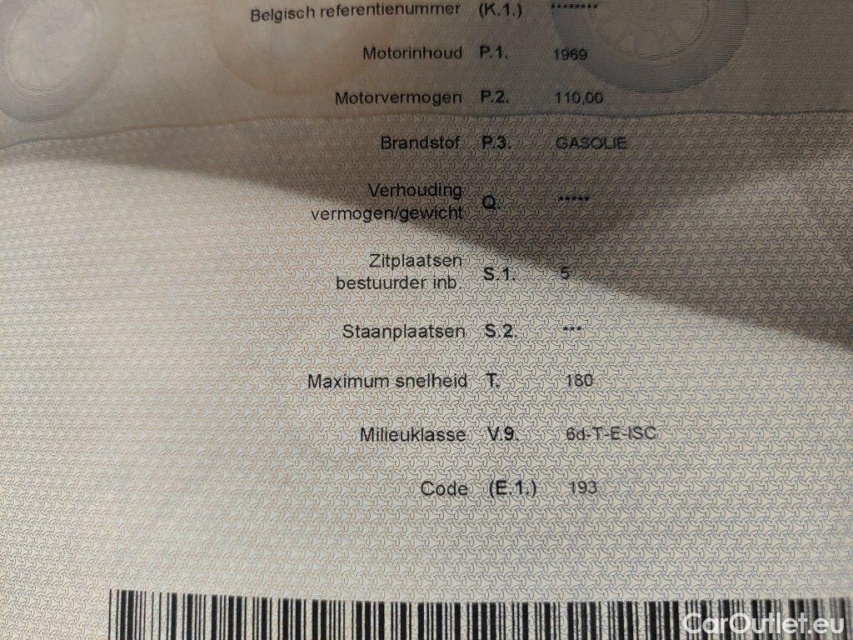 Belgisch referentienummer (K.1.) ********
Motorinhoud P.1. 1969
Motorvermogen P.2. 110,00
Brandstof P.3. GASOLIE
Verhouding
vermogen/gewicht Q. *****
Zitplaatsen
bestuurder inb. S.1. 5
Staanplaatsen S.2. ***
Maximum snelheid T. 180
Milieuklasse V.9. 6d-T-E-ISC
Code (E.1.) 193
CarOutlet.eu